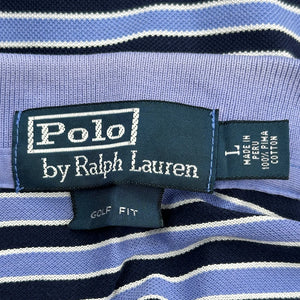 Polo
by Ralph Lauren
GOLF FIT
L
MADE IN
PERU
100% PIMA
COTTON